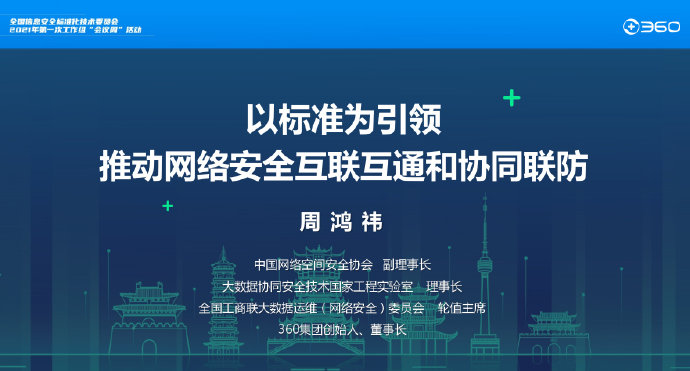 全国信息安全标准化技术委员会
2021年第一次工作组“会议周”活动
360
以标准为引领
推动网络安全互联互通和协同联防
周鸿祎
中国网络空间安全协会 副理事长
大数据协同安全技术国家工程实验室 理事长
全国工商联大数据运维（网络安全）委员会 轮值主席
360集团创始人、董事长